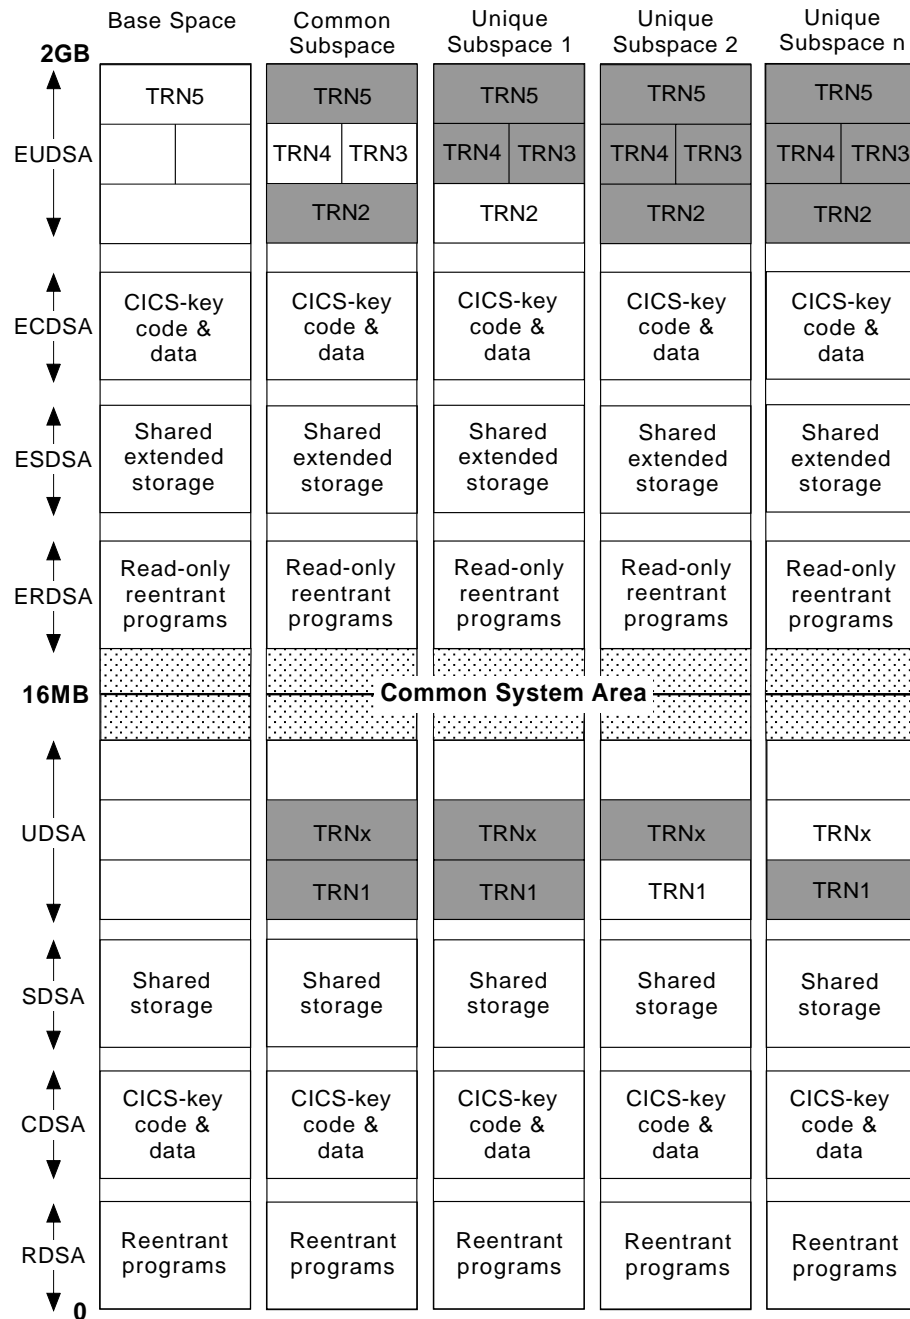 Base Space
Common
Subspace
Unique
Subspace 1
Unique
Subspace 2
Unique
Subspace n
2GB
EUDSA
TRN5
TRN5
TRN5
TRN5
TRN5
TRN4 TRN3
TRN4 TRN3
TRN4 TRN3
TRN4 TRN3
TRN2
TRN2
TRN2
TRN2
ECDSA
CICS-key
code &
data
CICS-key
code &
data
CICS-key
code &
data
CICS-key
code &
data
CICS-key
code &
data
ESDSA
Shared
extended
storage
Shared
extended
storage
Shared
extended
storage
Shared
extended
storage
Shared
extended
storage
ERDSA
Read-only
reentrant
programs
Read-only
reentrant
programs
Read-only
reentrant
programs
Read-only
reentrant
programs
Read-only
reentrant
programs
16MB
Common System Area
UDSA
TRNx
TRNx
TRNx
TRNx
TRN1
TRN1
TRN1
TRN1
SDSA
Shared
storage
Shared
storage
Shared
storage
Shared
storage
Shared
storage
CDSA
CICS-key
code &
data
CICS-key
code &
data
CICS-key
code &
data
CICS-key
code &
data
CICS-key
code &
data
RDSA
Reentrant
programs
Reentrant
programs
Reentrant
programs
Reentrant
programs
Reentrant
programs
0